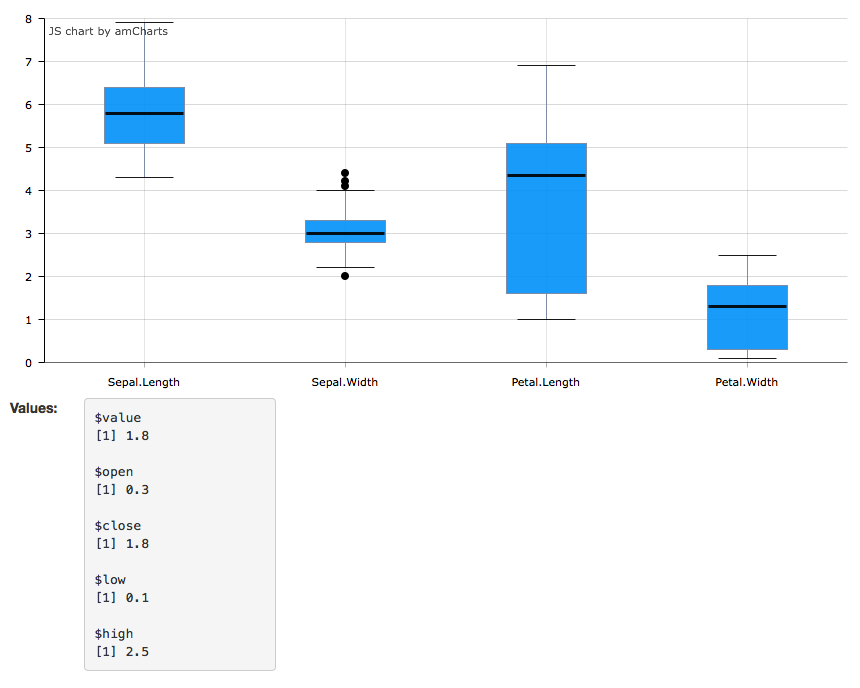 8
JS chart by amCharts
7
6
5
4
3
2
1
0
Sepal.Length Sepal.Width Petal.Length Petal.Width
Values:
$value
[1] 1.8
$open
[1] 0.3
$close
[1] 1.8
$low
[1] 0.1
$high
[1] 2.5